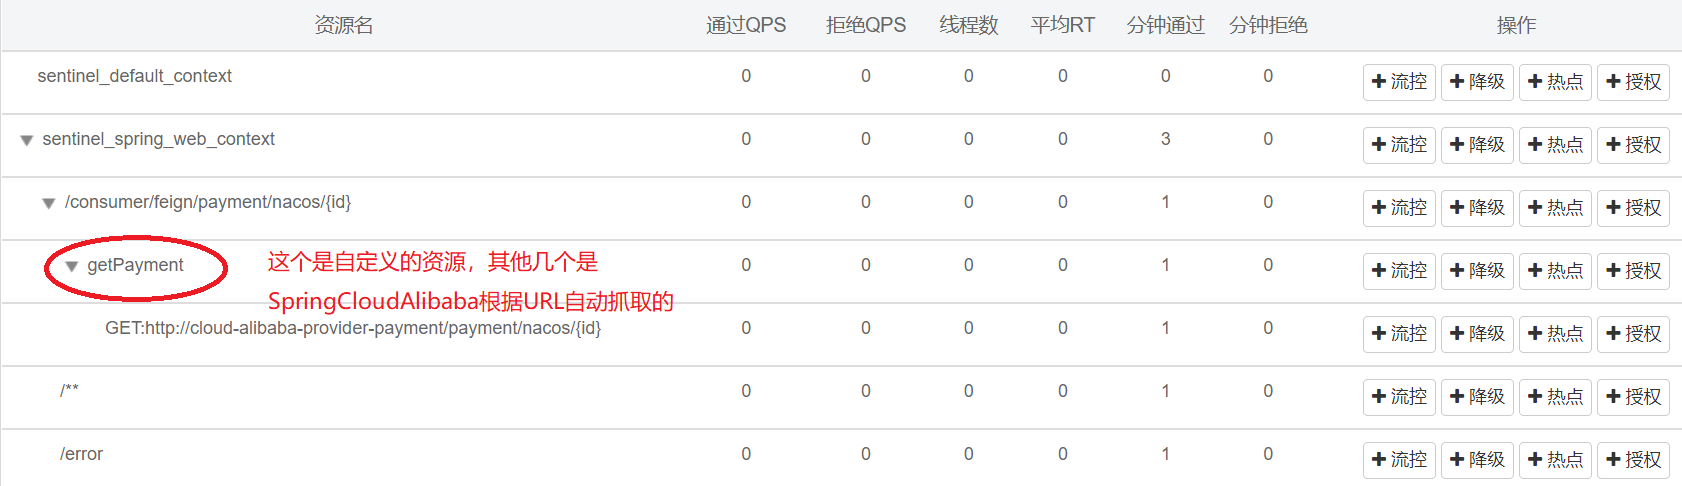 资源名 通过QPS 拒绝QPS 线程数 平均RT 分钟通过 分钟拒绝 操作
sentinel_default_context 0 0 0 0 0 0 流控 降级 热点 授权
sentinel_spring_web_context 0 0 0 0 3 0 流控 降级 热点 授权
/consumer/feign/payment/nacos/{id} 0 0 0 0 1 0 流控 降级 热点 授权
getPayment 0 0 0 0 1 0 流控 降级 热点 授权
这个是自定义的资源，其他几个是
SpringCloudAlibaba根据URL自动抓取的
GET:http://cloud-alibaba-provider-payment/payment/nacos/{id} 0 0 0 0 1 0 流控 降级 热点 授权
/** 0 0 0 0 1 0 流控 降级 热点 授权
/error 0 0 0 0 1 0 流控 降级 热点 授权